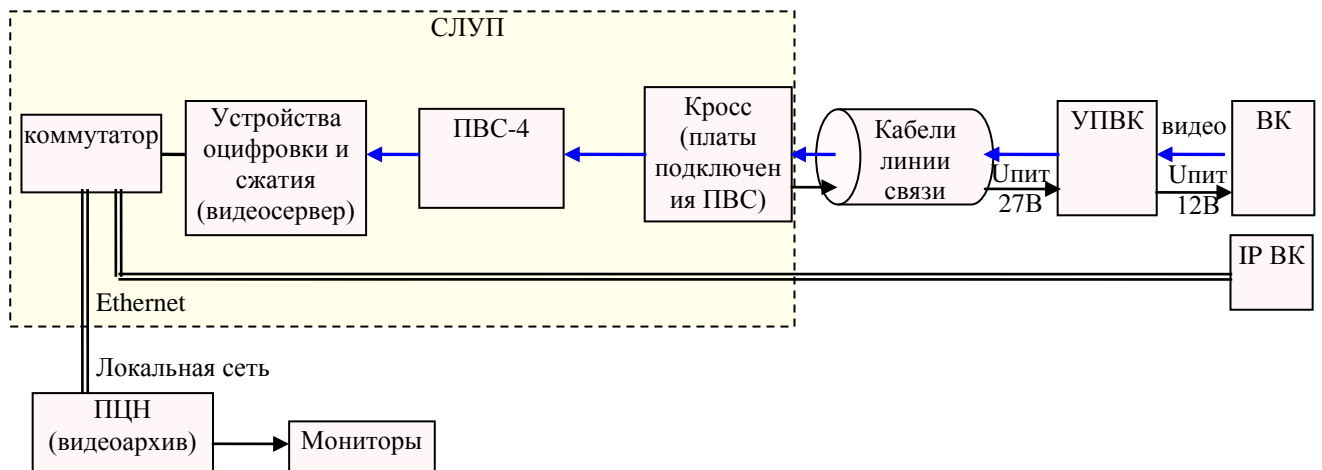 СЛУП
коммутатор
Устройства
оцифровки и
сжатия
(видеосервер)
ПВС-4
Кросс
(платы
подключен
ия ПВС)
Кабели
линии
связи
Uпит
27В
УПВК
видео
Uпит
12В
ВК
IP ВК
Ethernet
Локальная сеть
ПЦН
(видеоархив)
Мониторы